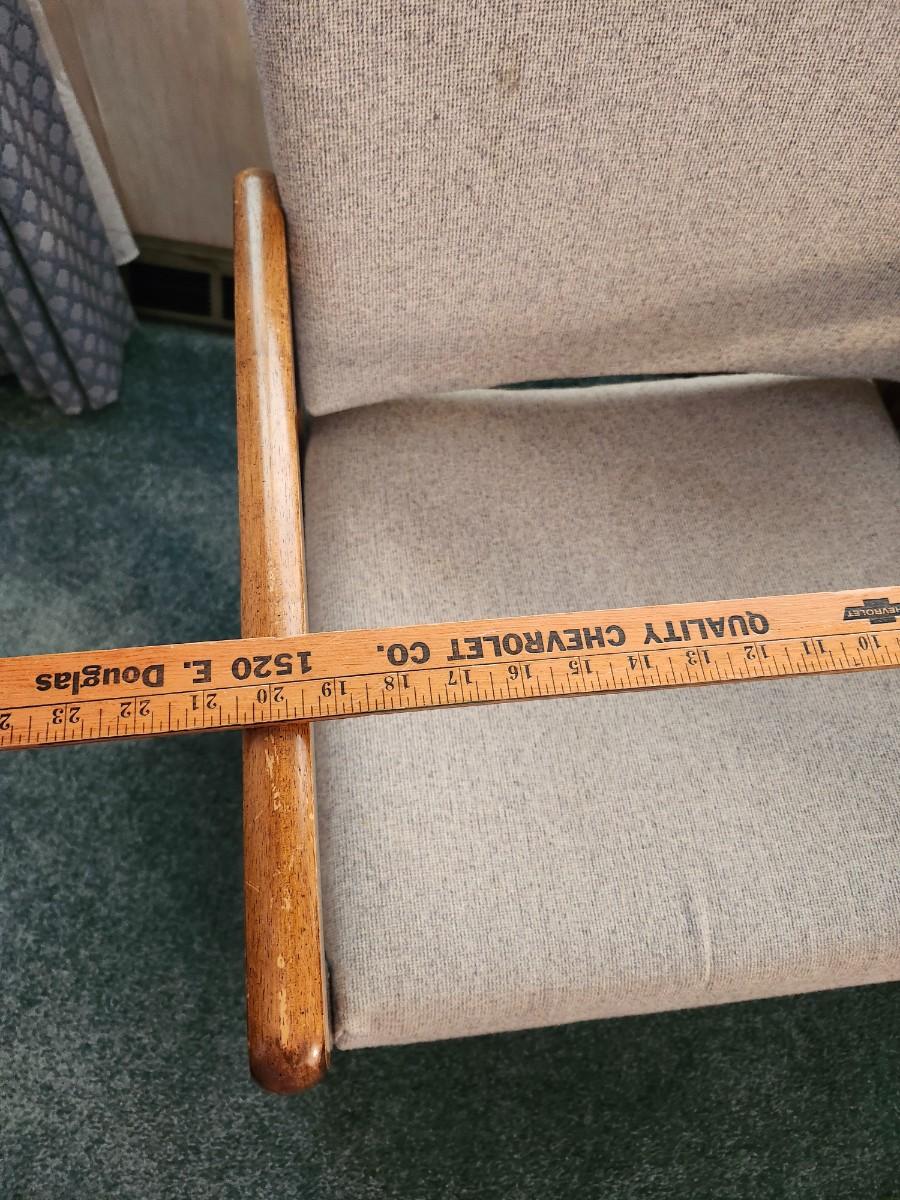 CHEVROLET QUALITY CHEVROLET CO. 1520 E. Douglas
10 11 12 13 14 15 16 17 18 19 20 21 22 23 2